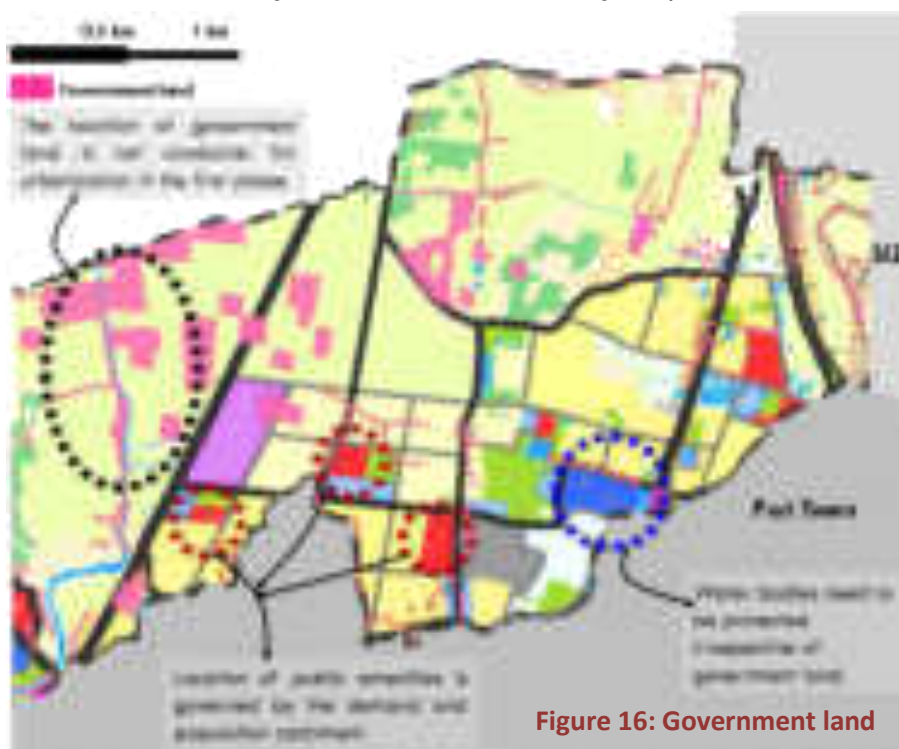 0.5 km 1 km
Government land
The location of government
land is not conducive for
urbanization in the first phase
Port Town
Water bodies need to
be protected
irrespective of
government land
Location of public amenities is
governed by the demand and
population catchment
Figure 16: Government land